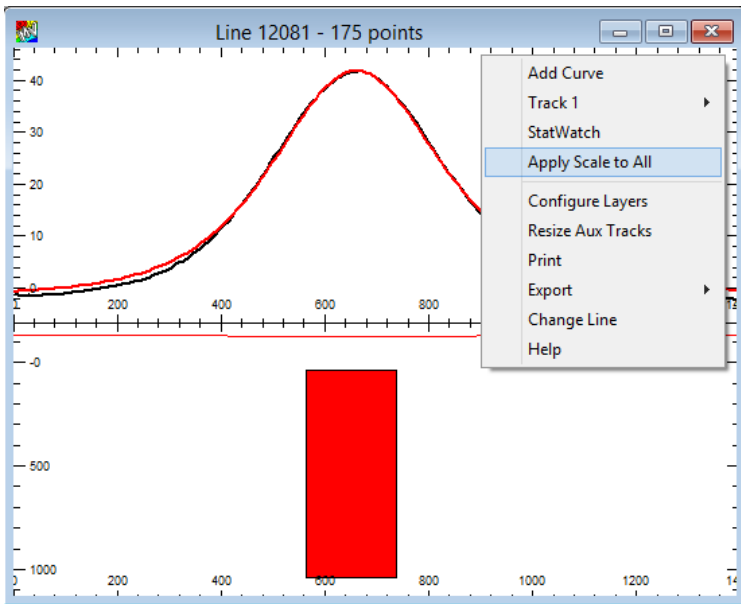 Line 12081 - 175 points
Add Curve
Track 1
StatWatch
Apply Scale to All
Configure Layers
Resize Aux Tracks
Print
Export
Change Line
Help
40
30
20
10
0
200 400 600 800
-0
500
1000
200 400 600 800 1000 1200